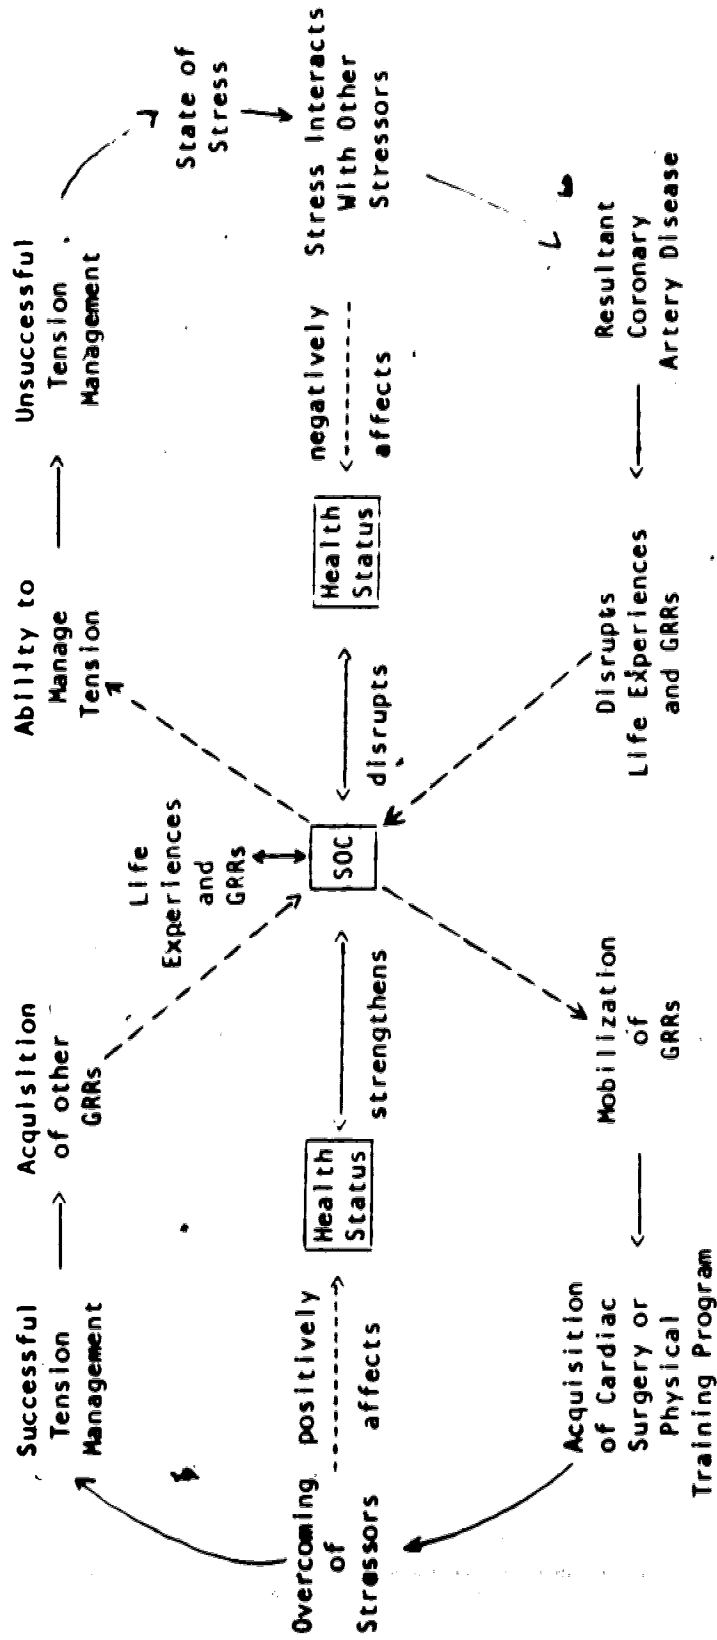 Successful
Tension
Management
Acquisition
of other
GRRs
Ability to
Manage
Tension
Unsuccessful
Tension
Management
Life
Experiences
and
GRRs
State of
Stress
Overcoming
of
Stressors
positively
affects
Health
Status
strengthens
SOC
disrupts
Health
Status
negatively
affects
Stress Interacts
With Other
Stressors
Acquisition
of Cardiac
Surgery or
Physical
Training Program
Mobilization
of
GRRs
Disrupts
Life Experiences
and GRRs
Resultant
Coronary
Artery Disease